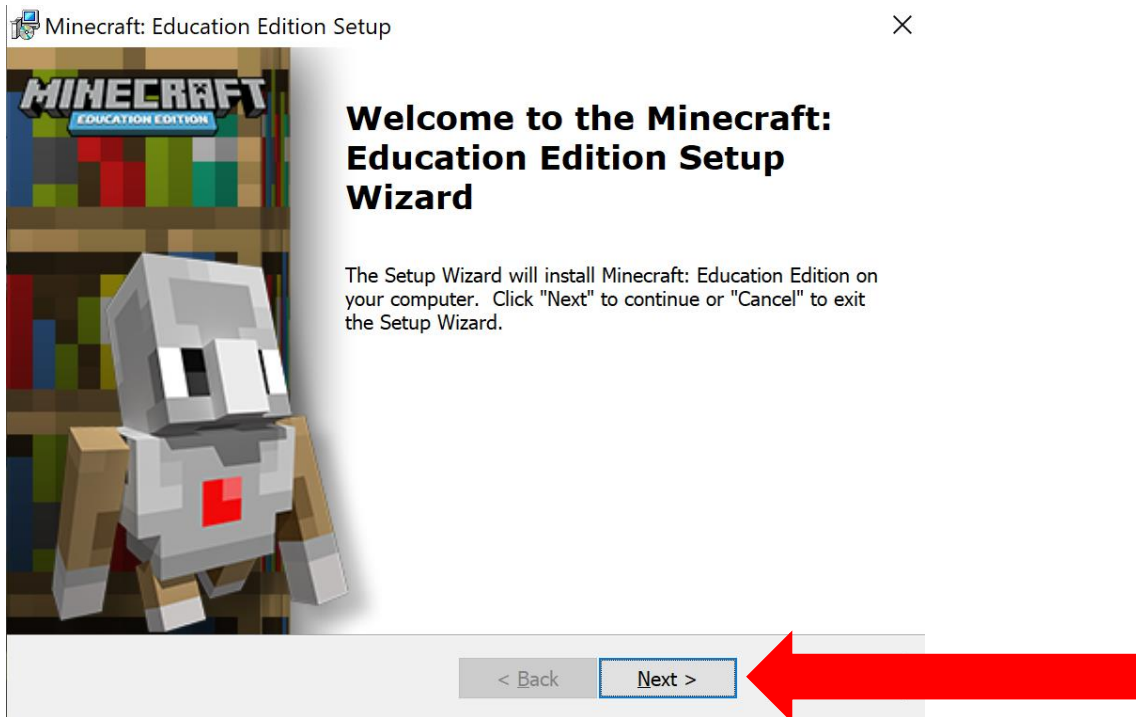 Minecraft: Education Edition Setup
MINECRAFT
EDUCATION EDITION
Welcome to the Minecraft:
Education Edition Setup
Wizard
The Setup Wizard will install Minecraft: Education Edition on
your computer. Click "Next" to continue or "Cancel" to exit
the Setup Wizard.
< Back
Next >